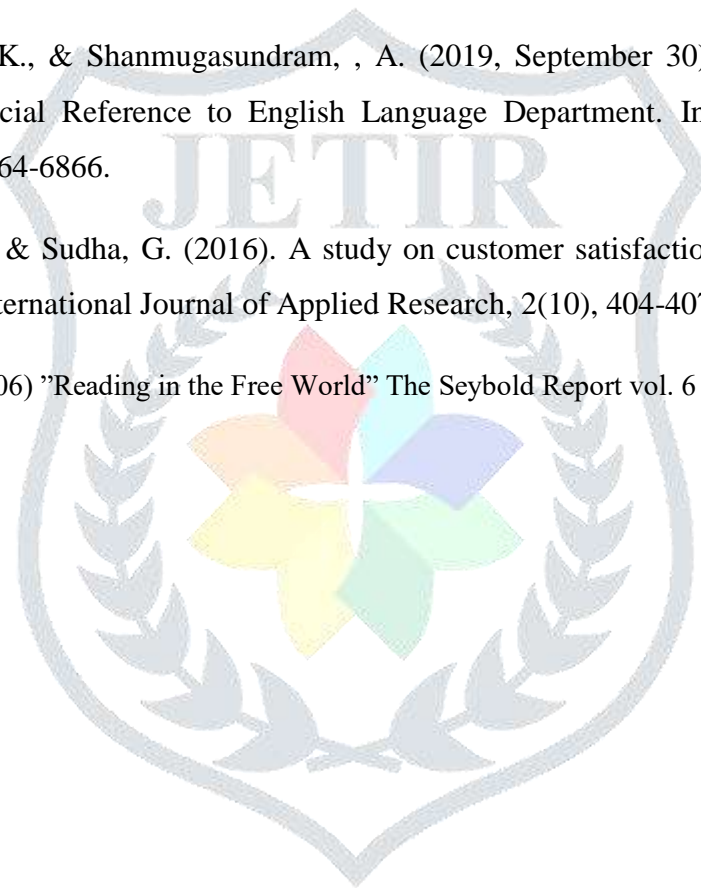 K., & Shanmugasundram, , A. (2019, September 30)
cial Reference to English Language Department. In
64-6866.
JETIR
& Sudha, G. (2016). A study on customer satisfactio
ternational Journal of Applied Research, 2(10), 404-407
06) ”Reading in the Free World” The Seybold Report vol. 6